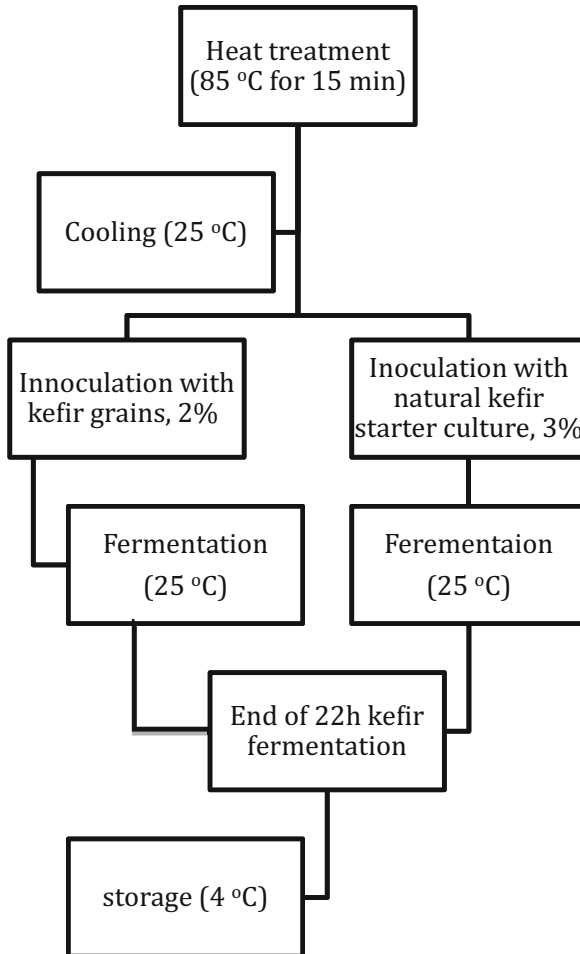 Heat treatment
(85 °C for 15 min)
Cooling (25 °C)
Innoculation with
kefir grains, 2%
Inoculation with
natural kefir
starter culture, 3%
Fermentation
(25 °C)
Ferementaion
(25 °C)
End of 22h kefir
fermentation
storage (4 °C)